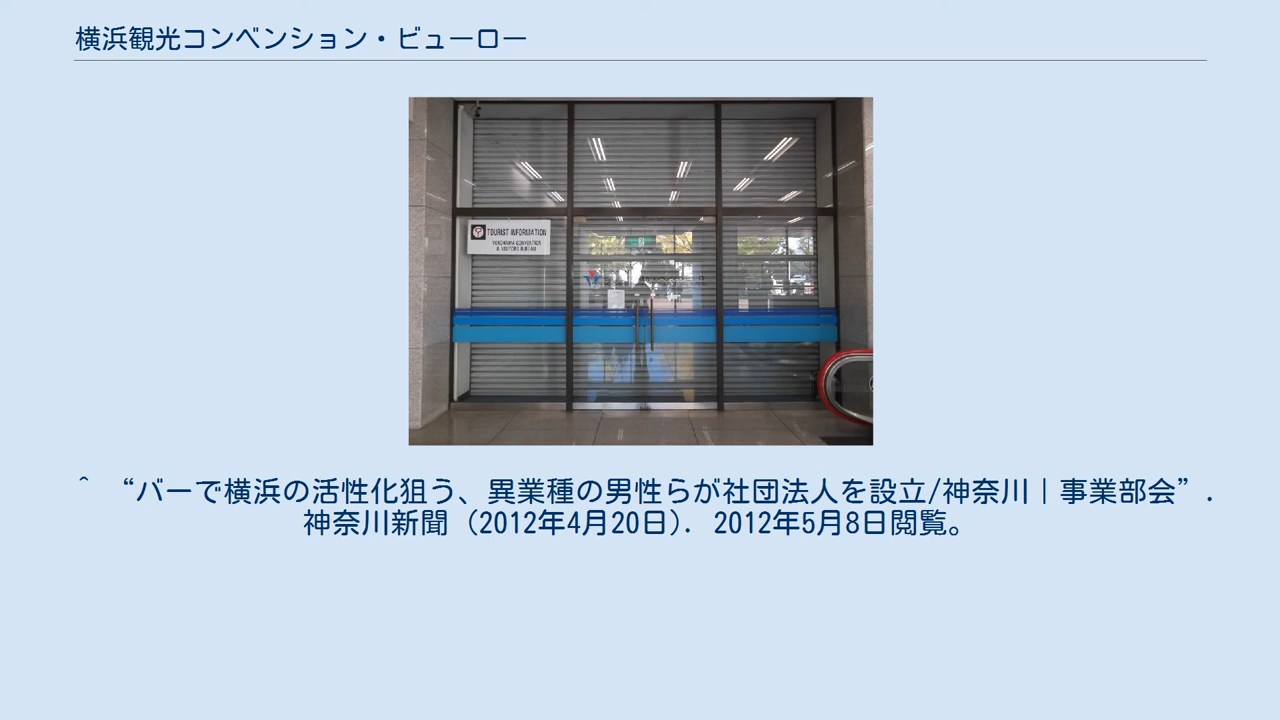 横浜観光コンベンション・ビューロー
TOURIST INFORMATION
YOKOHAMA CONVENTION
& VISITORS BUREAU
^ “バーで横浜の活性化狙う、異業種の男性らが社団法人を設立/神奈川｜事業部会”.
神奈川新聞 (2012年4月20日). 2012年5月8日閲覧。